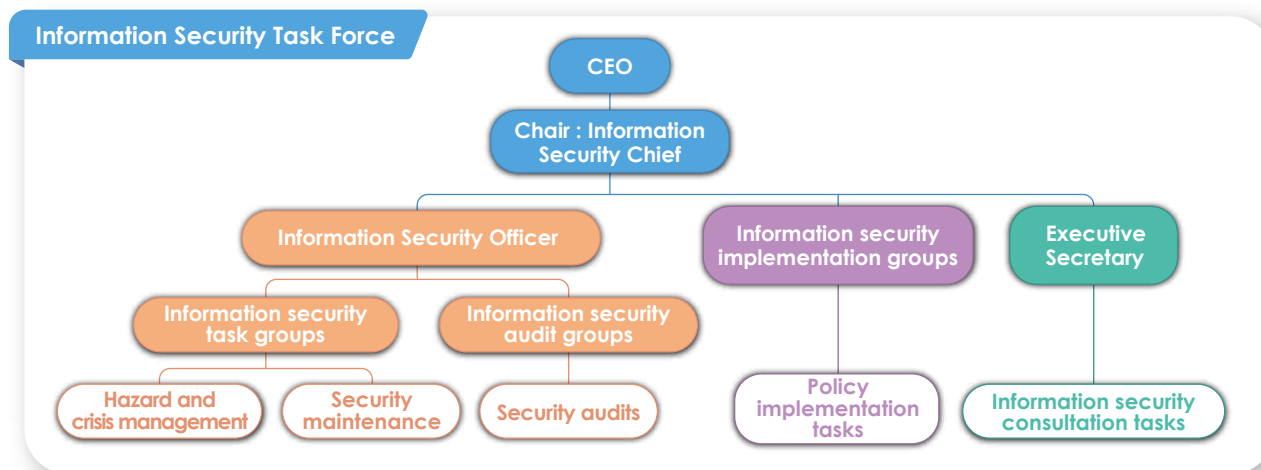 Information Security Task Force
CEO
Chair : Information
Security Chief
Information Security Officer
Information security
implementation groups
Executive
Secretary
Information security
task groups
Information security
audit groups
Hazard and
crisis management
Security
maintenance
Security audits
Policy
implementation
tasks
Information security
consultation tasks